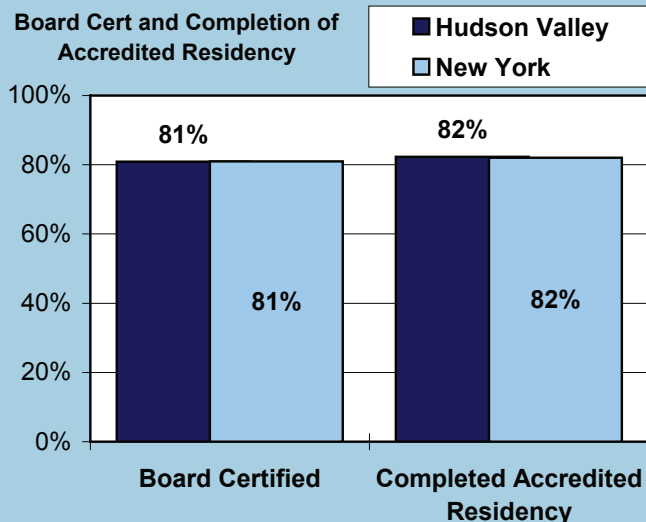 Board Cert and Completion of
Accredited Residency
Hudson Valley
New York
100%
80%
60%
40%
20%
0%
81%
81%
82%
82%
Board Certified
Completed Accredited
Residency